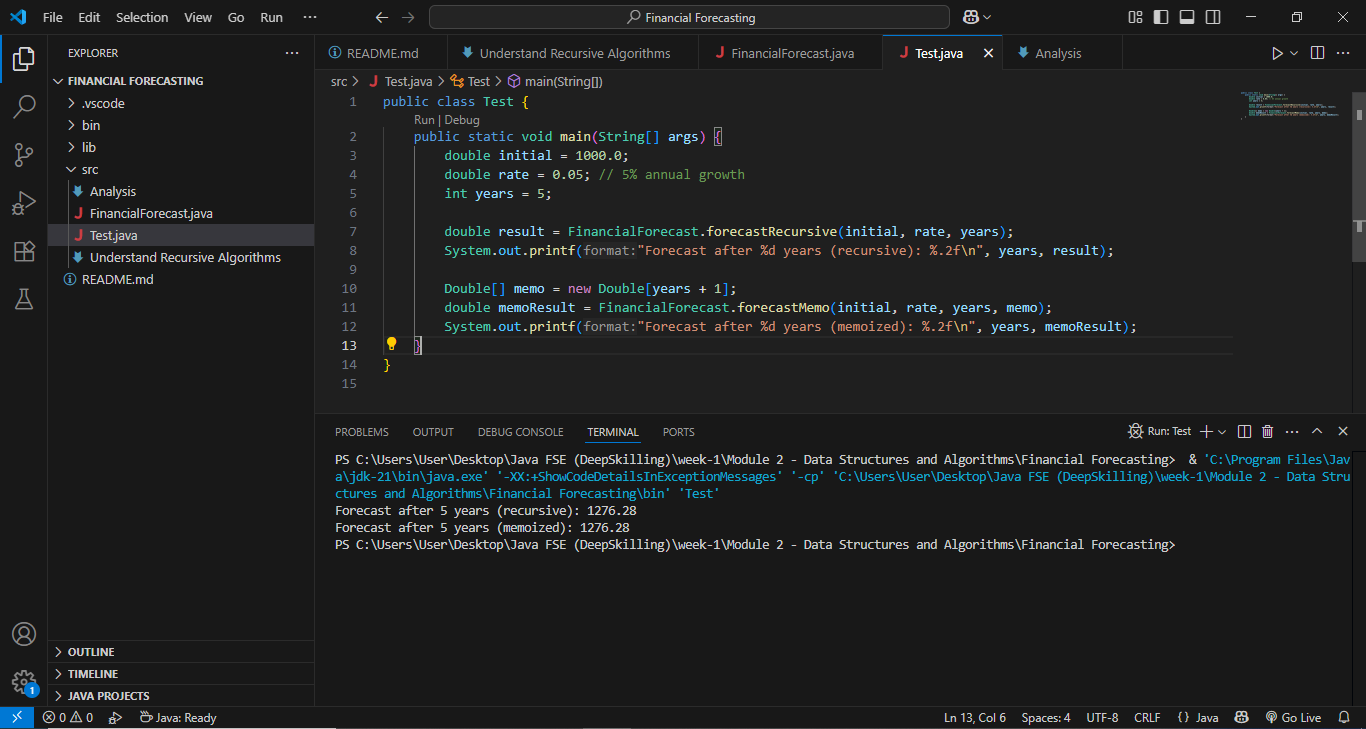 File Edit Selection View Go Run ··· Financial Forecasting
EXPLORER ···
FINANCIAL FORECASTING
.vscode
bin
lib
src
Analysis
FinancialForecast.java
Test.java
Understand Recursive Algorithms
README.md
OUTLINE
TIMELINE
JAVA PROJECTS
1
README.md Understand Recursive Algorithms FinancialForecast.java Test.java Analysis
src > Test.java > Test > main(String[])
1 public class Test {
Run | Debug
2 public static void main(String[] args) {
3 double initial = 1000.0;
4 double rate = 0.05; // 5% annual growth
5 int years = 5;
6
7 double result = FinancialForecast.forecastRecursive(initial, rate, years);
8 System.out.printf(format:"Forecast after %d years (recursive): %.2f\n", years, result);
9
10 Double[] memo = new Double[years + 1];
11 double memoResult = FinancialForecast.forecastMemo(initial, rate, years, memo);
12 System.out.printf(format:"Forecast after %d years (memoized): %.2f\n", years, memoResult);
13 }
14 }
15
PROBLEMS OUTPUT DEBUG CONSOLE TERMINAL PORTS Run: Test
PS C:\Users\User\Desktop\Java FSE (DeepSkilling)\week-1\Module 2 - Data Structures and Algorithms\Financial Forecasting> & 'C:\Program Files\Jav
a\jdk-21\bin\java.exe' '-XX:+ShowCodeDetailsInExceptionMessages' '-cp' 'C:\Users\User\Desktop\Java FSE (DeepSkilling)\week-1\Module 2 - Data Stru
ctures and Algorithms\Financial Forecasting\bin' 'Test'
Forecast after 5 years (recursive): 1276.28
Forecast after 5 years (memoized): 1276.28
PS C:\Users\User\Desktop\Java FSE (DeepSkilling)\week-1\Module 2 - Data Structures and Algorithms\Financial Forecasting>
0 0 Java: Ready Ln 13, Col 6 Spaces: 4 UTF-8 CRLF {} Java Go Live